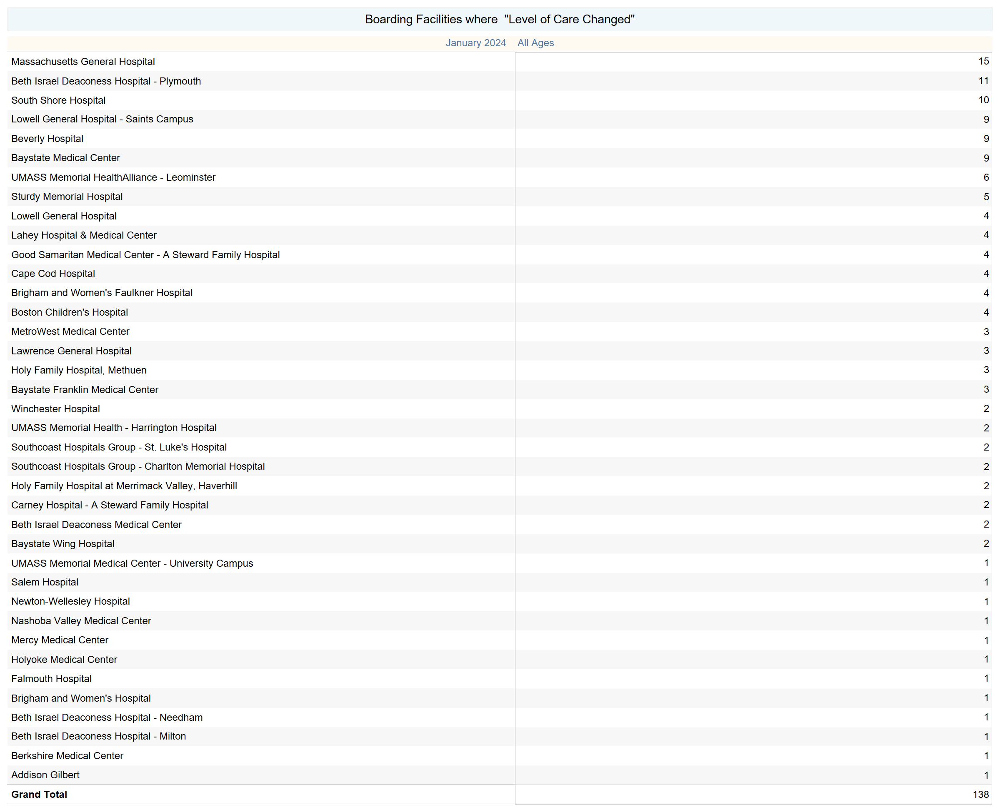 Boarding Facilities where "Level of Care Changed"
January 2024 All Ages
Massachusetts General Hospital 15
Beth Israel Deaconess Hospital - Plymouth 11
South Shore Hospital 10
Lowell General Hospital - Saints Campus 9
Beverly Hospital 9
Baystate Medical Center 9
UMASS Memorial HealthAlliance - Leominster 6
Sturdy Memorial Hospital 5
Lowell General Hospital 4
Lahey Hospital & Medical Center 4
Good Samaritan Medical Center - A Steward Family Hospital 4
Cape Cod Hospital 4
Brigham and Women's Faulkner Hospital 4
Boston Children's Hospital 4
MetroWest Medical Center 3
Lawrence General Hospital 3
Holy Family Hospital, Methuen 3
Baystate Franklin Medical Center 3
Winchester Hospital 2
UMASS Memorial Health - Harrington Hospital 2
Southcoast Hospitals Group - St. Luke's Hospital 2
Southcoast Hospitals Group - Charlton Memorial Hospital 2
Holy Family Hospital at Merrimack Valley, Haverhill 2
Carney Hospital - A Steward Family Hospital 2
Beth Israel Deaconess Medical Center 2
Baystate Wing Hospital 2
UMASS Memorial Medical Center - University Campus 1
Salem Hospital 1
Newton-Wellesley Hospital 1
Nashoba Valley Medical Center 1
Mercy Medical Center 1
Holyoke Medical Center 1
Falmouth Hospital 1
Brigham and Women's Hospital 1
Beth Israel Deaconess Hospital - Needham 1
Beth Israel Deaconess Hospital - Milton 1
Berkshire Medical Center 1
Addison Gilbert 1
Grand Total 138